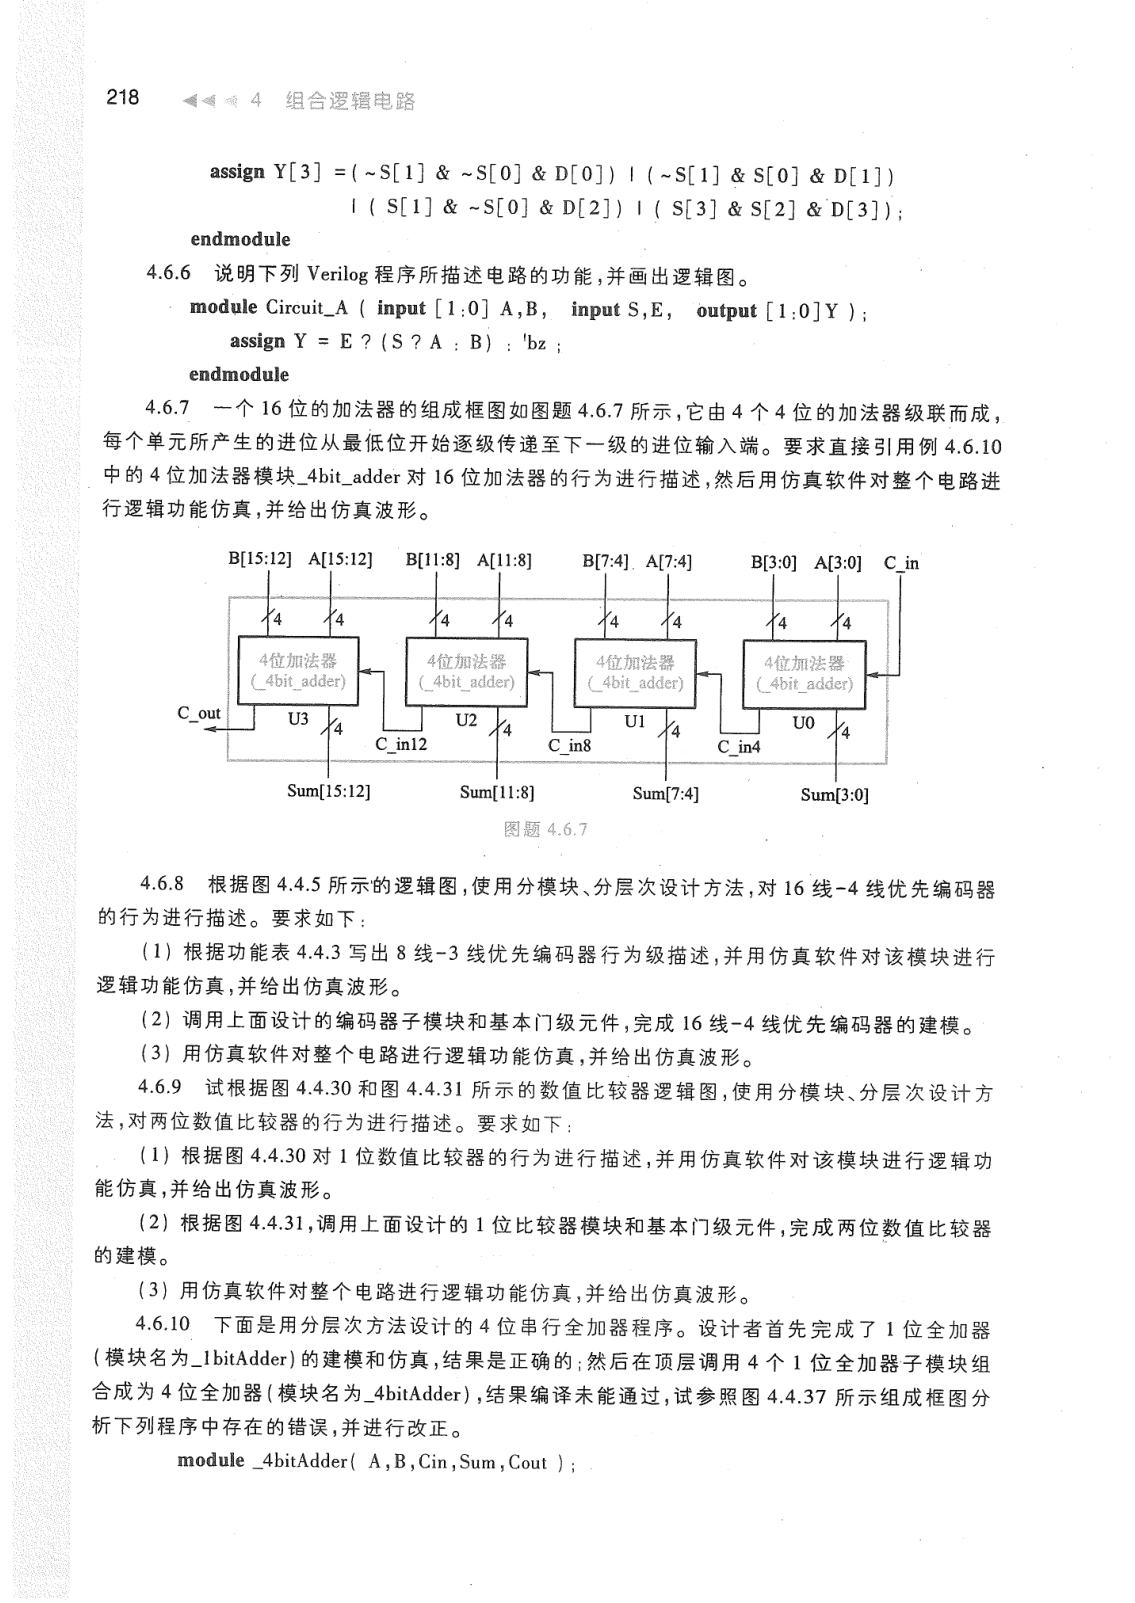 218 4 组合逻辑电路
assign Y[3] =(~S[1] & ~S[0] & D[0]) | (~S[1] & S[0] & D[1])
| ( S[1] & ~S[0] & D[2]) | ( S[3] & S[2] & D[3]);
endmodule
4.6.6 说明下列 Verilog 程序所描述电路的功能,并画出逻辑图。
module Circuit_A ( input [1:0] A,B, input S,E, output [1:0]Y );
assign Y = E ? (S ? A : B) : 'bz ;
endmodule
4.6.7 一个 16 位的加法器的组成框图如图题 4.6.7 所示,它由 4 个 4 位的加法器级联而成,
每个单元所产生的进位从最低位开始逐级传递至下一级的进位输入端。要求直接引用例 4.6.10
中的 4 位加法器模块_4bit_adder 对 16 位加法器的行为进行描述,然后用仿真软件对整个电路进
行逻辑功能仿真,并给出仿真波形。
B[15:12] A[15:12] B[11:8] A[11:8] B[7:4] A[7:4] B[3:0] A[3:0] C_in
4 4 4 4 4 4 4 4
4位加法器 4位加法器 4位加法器 4位加法器
(_4bit_adder) (_4bit_adder) (_4bit_adder) (_4bit_adder)
C_out U3 4 U2 4 U1 4 U0 4
C_in12 C_in8 C_in4
Sum[15:12] Sum[11:8] Sum[7:4] Sum[3:0]
图题 4.6.7
4.6.8 根据图 4.4.5 所示的逻辑图,使用分模块、分层次设计方法,对 16 线-4 线优先编码器
的行为进行描述。要求如下:
(1) 根据功能表 4.4.3 写出 8 线-3 线优先编码器行为级描述,并用仿真软件对该模块进行
逻辑功能仿真,并给出仿真波形。
(2) 调用上面设计的编码器子模块和基本门级元件,完成 16 线-4 线优先编码器的建模。
(3) 用仿真软件对整个电路进行逻辑功能仿真,并给出仿真波形。
4.6.9 试根据图 4.4.30 和图 4.4.31 所示的数值比较器逻辑图,使用分模块、分层次设计方
法,对两位数值比较器的行为进行描述。要求如下:
(1) 根据图 4.4.30 对 1 位数值比较器的行为进行描述,并用仿真软件对该模块进行逻辑功
能仿真,并给出仿真波形。
(2) 根据图 4.4.31,调用上面设计的 1 位比较器模块和基本门级元件,完成两位数值比较器
的建模。
(3) 用仿真软件对整个电路进行逻辑功能仿真,并给出仿真波形。
4.6.10 下面是用分层次方法设计的 4 位串行全加器程序。设计者首先完成了 1 位全加器
(模块名为_1bitAdder)的建模和仿真,结果是正确的;然后在顶层调用 4 个 1 位全加器子模块组
合成为 4 位全加器(模块名为_4bitAdder),结果编译未能通过,试参照图 4.4.37 所示组成框图分
析下列程序中存在的错误,并进行改正。
module _4bitAdder( A,B,Cin,Sum,Cout );